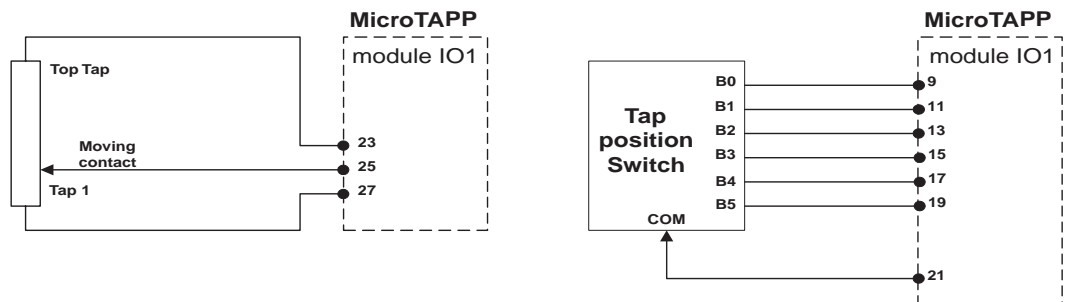 MicroTAPP
module IO1
Top Tap
23
Moving
contact
25
Tap 1
27
MicroTAPP
module IO1
B0
9
B1
11
Tap
position
Switch
B2
13
B3
15
B4
17
B5
19
COM
21